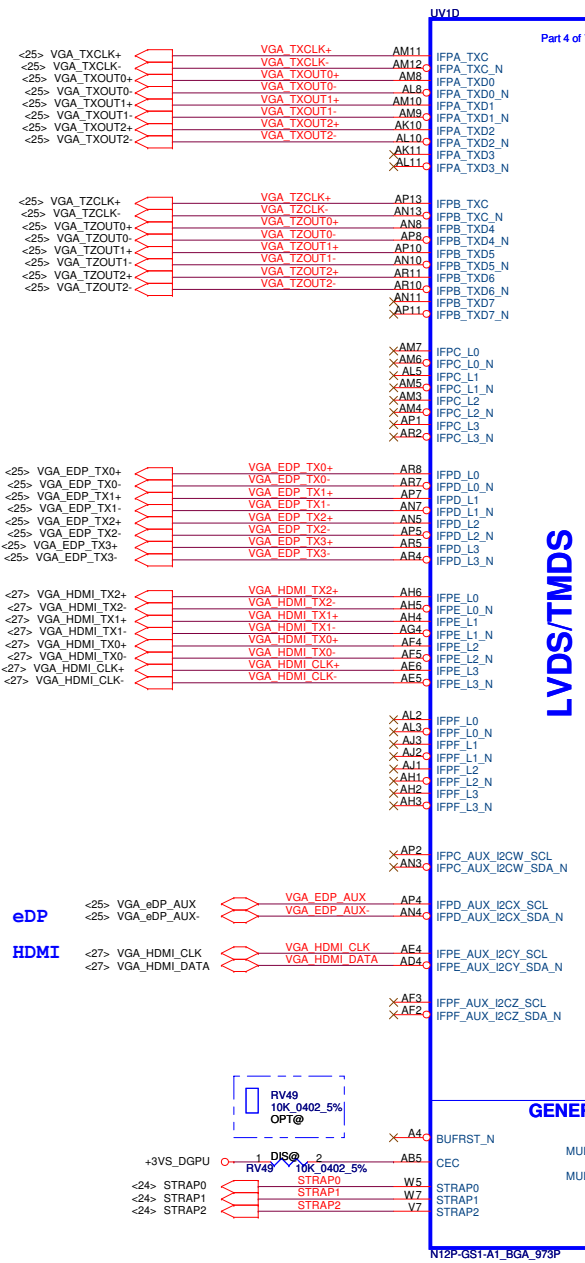 UV1D
Part 4 of
<25> VGA_TXCLK+ VGA_TXCLK+ AM11 IFPA_TXC
<25> VGA_TXCLK- VGA_TXCLK- AM12 IFPA_TXC_N
<25> VGA_TXOUT0+ VGA_TXOUT0+ AM8 IFPA_TXD0
<25> VGA_TXOUT0- VGA_TXOUT0- AL8 IFPA_TXD0_N
<25> VGA_TXOUT1+ VGA_TXOUT1+ AM10 IFPA_TXD1
<25> VGA_TXOUT1- VGA_TXOUT1- AM9 IFPA_TXD1_N
<25> VGA_TXOUT2+ VGA_TXOUT2+ AK10 IFPA_TXD2
<25> VGA_TXOUT2- VGA_TXOUT2- AL10 IFPA_TXD2_N
AK11 IFPA_TXD3
AL11 IFPA_TXD3_N
<25> VGA_TZCLK+ VGA_TZCLK+ AP13 IFPB_TXC
<25> VGA_TZCLK- VGA_TZCLK- AN13 IFPB_TXC_N
<25> VGA_TZOUT0+ VGA_TZOUT0+ AN8 IFPB_TXD4
<25> VGA_TZOUT0- VGA_TZOUT0- AP8 IFPB_TXD4_N
<25> VGA_TZOUT1+ VGA_TZOUT1+ AP10 IFPB_TXD5
<25> VGA_TZOUT1- VGA_TZOUT1- AN10 IFPB_TXD5_N
<25> VGA_TZOUT2+ VGA_TZOUT2+ AR11 IFPB_TXD6
<25> VGA_TZOUT2- VGA_TZOUT2- AR10 IFPB_TXD6_N
AN11 IFPB_TXD7
AP11 IFPB_TXD7_N
AM7 IFPC_L0
AM6 IFPC_L0_N
AL5 IFPC_L1
AM5 IFPC_L1_N
AM3 IFPC_L2
AM4 IFPC_L2_N
AP1 IFPC_L3
AR2 IFPC_L3_N
<25> VGA_EDP_TX0+ VGA_EDP_TX0+ AR8 IFPD_L0
<25> VGA_EDP_TX0- VGA_EDP_TX0- AR7 IFPD_L0_N
<25> VGA_EDP_TX1+ VGA_EDP_TX1+ AP7 IFPD_L1
<25> VGA_EDP_TX1- VGA_EDP_TX1- AN7 IFPD_L1_N
<25> VGA_EDP_TX2+ VGA_EDP_TX2+ AN5 IFPD_L2
<25> VGA_EDP_TX2- VGA_EDP_TX2- AP5 IFPD_L2_N
<25> VGA_EDP_TX3+ VGA_EDP_TX3+ AR5 IFPD_L3
<25> VGA_EDP_TX3- VGA_EDP_TX3- AR4 IFPD_L3_N
LVDS/TMDS
<27> VGA_HDMI_TX2+ VGA_HDMI_TX2+ AH6 IFPE_L0
<27> VGA_HDMI_TX2- VGA_HDMI_TX2- AH5 IFPE_L0_N
<27> VGA_HDMI_TX1+ VGA_HDMI_TX1+ AH4 IFPE_L1
<27> VGA_HDMI_TX1- VGA_HDMI_TX1- AG4 IFPE_L1_N
<27> VGA_HDMI_TX0+ VGA_HDMI_TX0+ AF4 IFPE_L2
<27> VGA_HDMI_TX0- VGA_HDMI_TX0- AF5 IFPE_L2_N
<27> VGA_HDMI_CLK+ VGA_HDMI_CLK+ AE6 IFPE_L3
<27> VGA_HDMI_CLK- VGA_HDMI_CLK- AE5 IFPE_L3_N
AL2 IFPF_L0
AL3 IFPF_L0_N
AJ3 IFPF_L1
AJ2 IFPF_L1_N
AJ1 IFPF_L2
AH1 IFPF_L2_N
AH2 IFPF_L3
AH3 IFPF_L3_N
AP2 IFPC_AUX_I2CW_SCL
AN3 IFPC_AUX_I2CW_SDA_N
<25> VGA_eDP_AUX VGA_EDP_AUX AP4 IFPD_AUX_I2CX_SCL
eDP <25> VGA_eDP_AUX- VGA_EDP_AUX- AN4 IFPD_AUX_I2CX_SDA_N
HDMI <27> VGA_HDMI_CLK VGA_HDMI_CLK AE4 IFPE_AUX_I2CY_SCL
<27> VGA_HDMI_DATA VGA_HDMI_DATA AD4 IFPE_AUX_I2CY_SDA_N
AF3 IFPF_AUX_I2CZ_SCL
AF2 IFPF_AUX_I2CZ_SDA_N
RV49
10K_0402_5%
OPT@
GENER
A4 BUFRST_N
MU
+3VS_DGPU 1 DIS@ 2 AB5 CEC
RV49 10K_0402_5%
MU
<24> STRAP0 STRAP0 W5 STRAP0
<24> STRAP1 STRAP1 W7 STRAP1
<24> STRAP2 STRAP2 V7 STRAP2
N12P-GS1-A1_BGA_973P